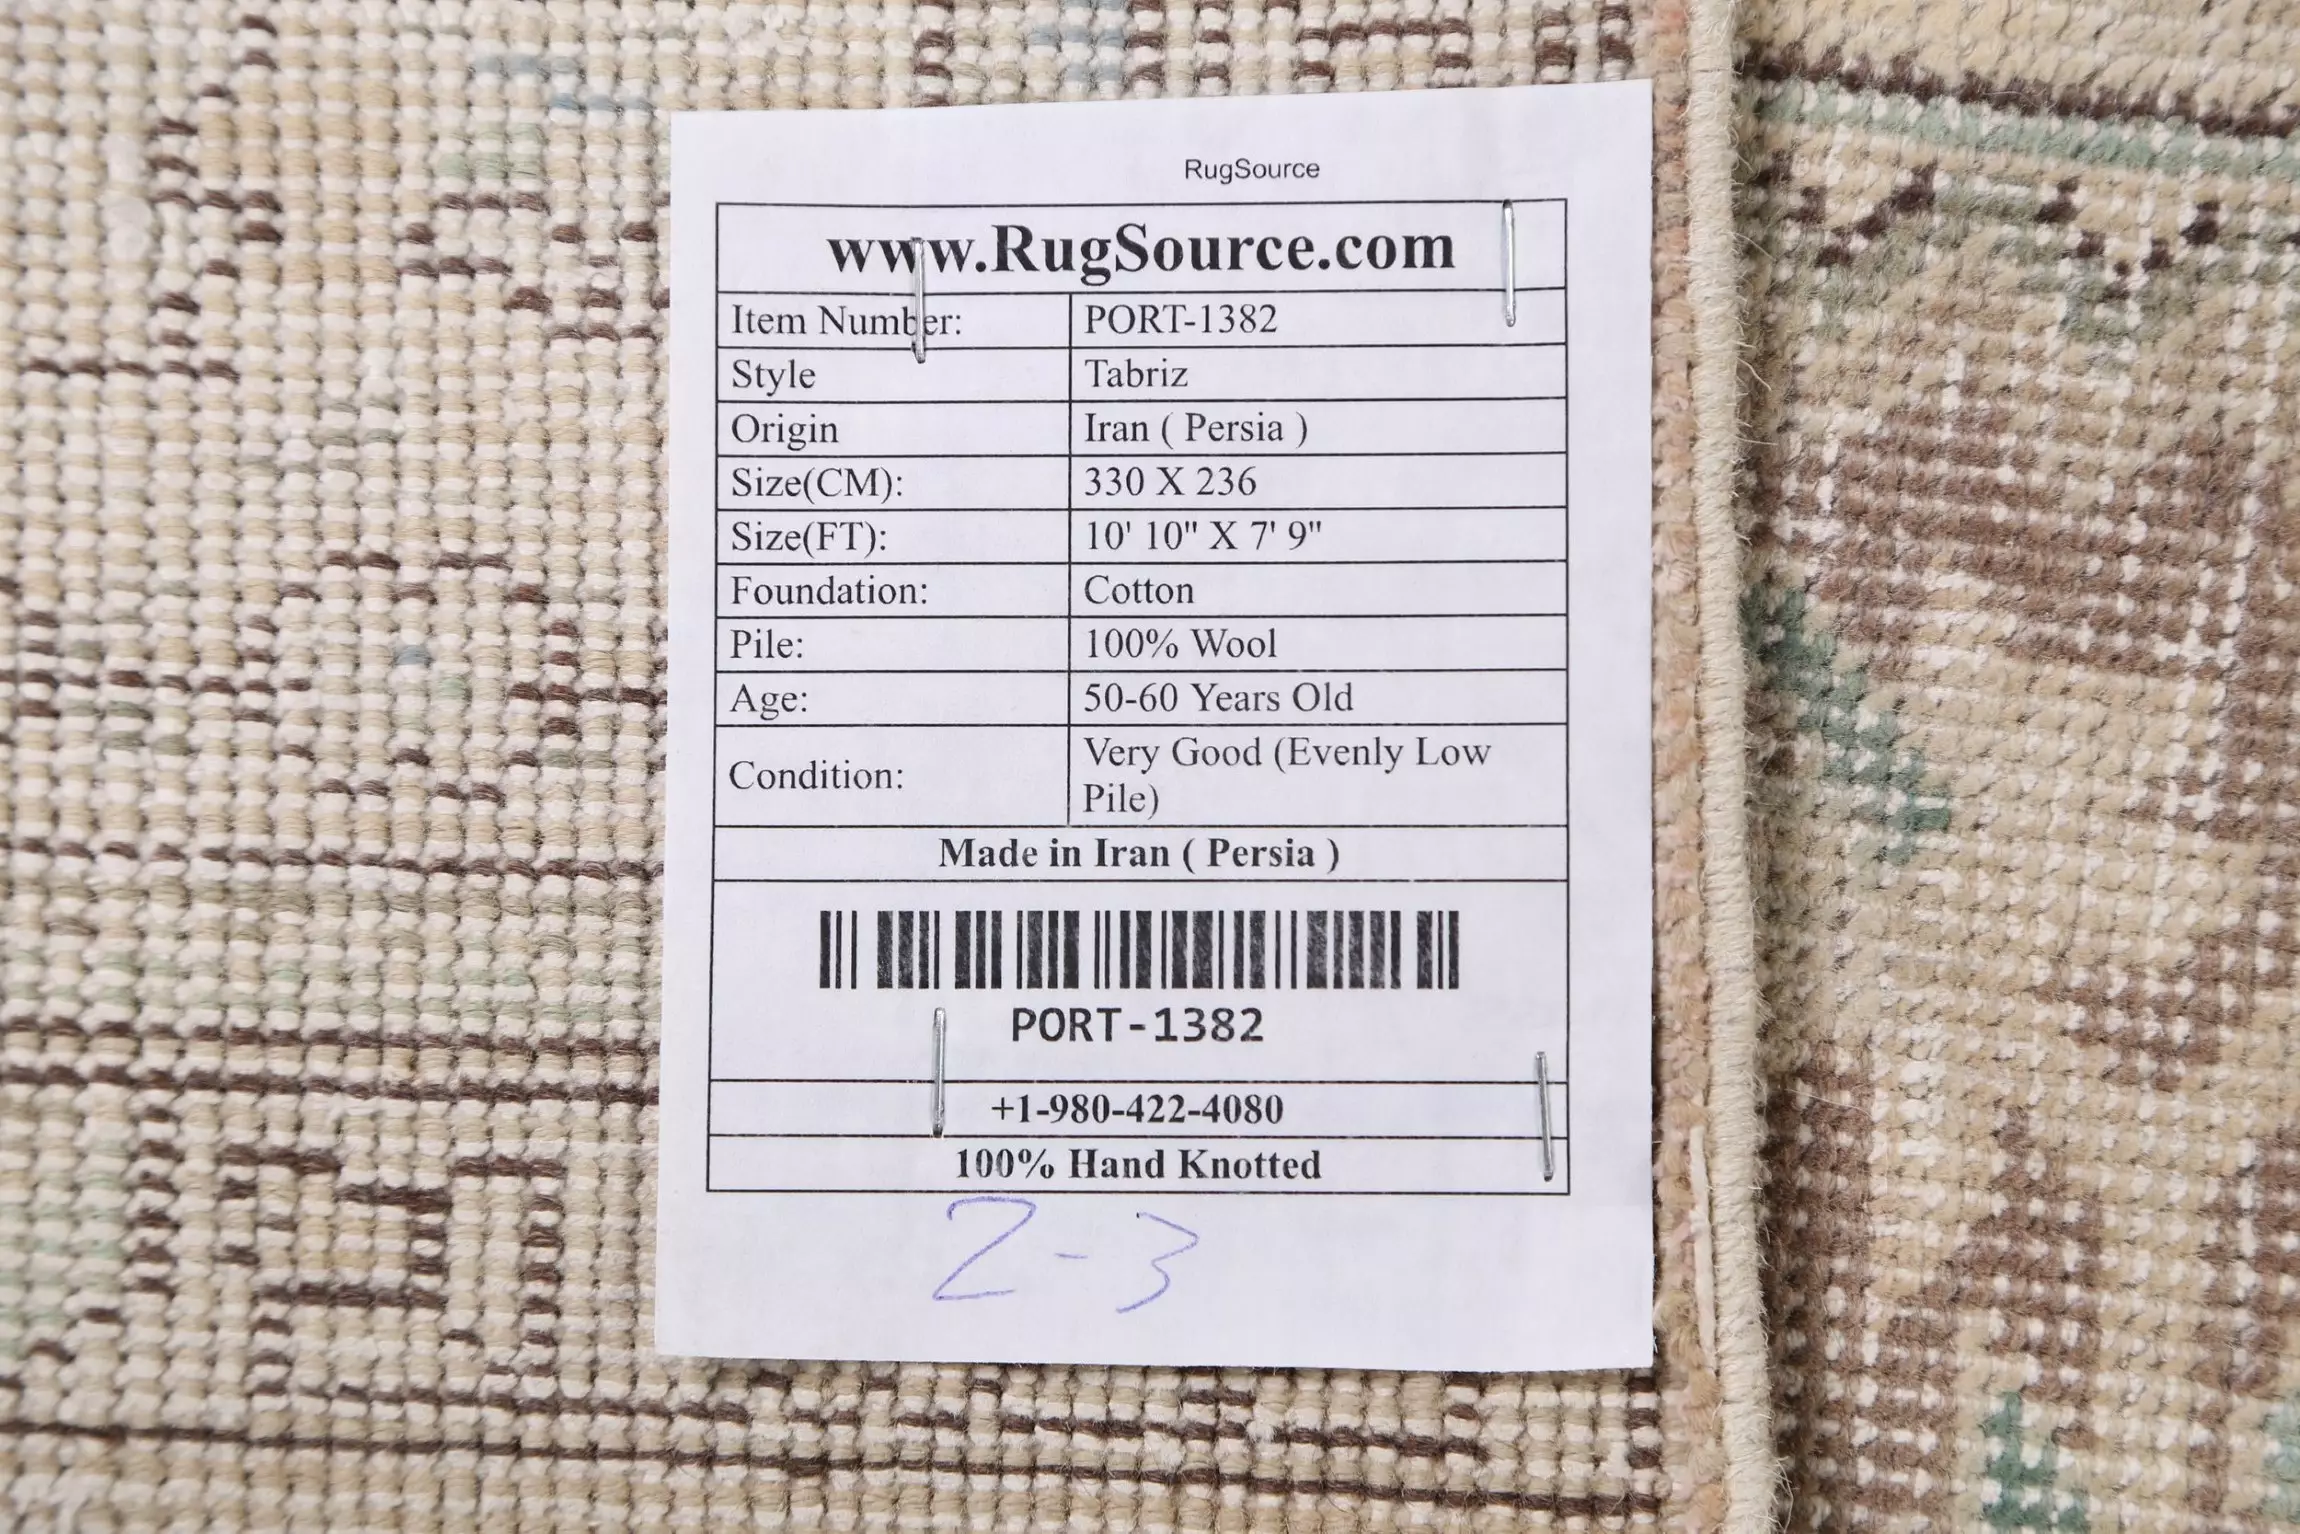 RugSource
www.RugSource.com
Item Number: PORT-1382
Style Tabriz
Origin Iran ( Persia )
Size(CM): 330 X 236
Size(FT): 10' 10" X 7' 9"
Foundation: Cotton
Pile: 100% Wool
Age: 50-60 Years Old
Condition: Very Good (Evenly Low
Pile)
Made in Iran ( Persia )
PORT-1382
+1-980-422-4080
100% Hand Knotted
2-3